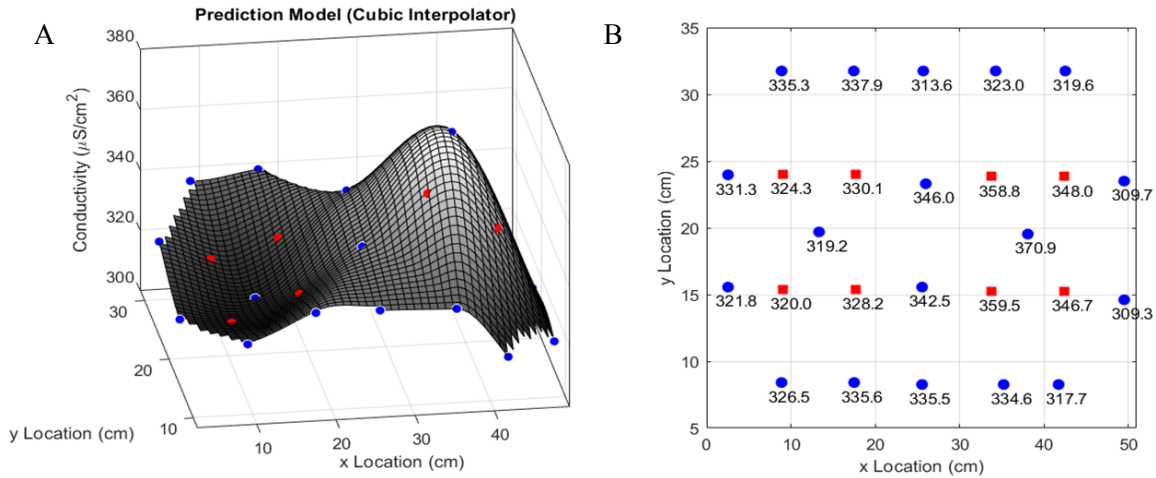 A
Prediction Model (Cubic Interpolator)
380
360
340
320
300
Conductivity (μS/cm²)
30
20
10
y Location (cm)
10
20
30
40
x Location (cm)
B
35
30
25
20
15
10
5
y Location (cm)
335.3 337.9 313.6 323.0 319.6
331.3 324.3 330.1 346.0 358.8 348.0 309.7
319.2 370.9
321.8 320.0 328.2 342.5 359.5 346.7 309.3
326.5 335.6 335.5 334.6 317.7
0 10 20 30 40 50
x Location (cm)